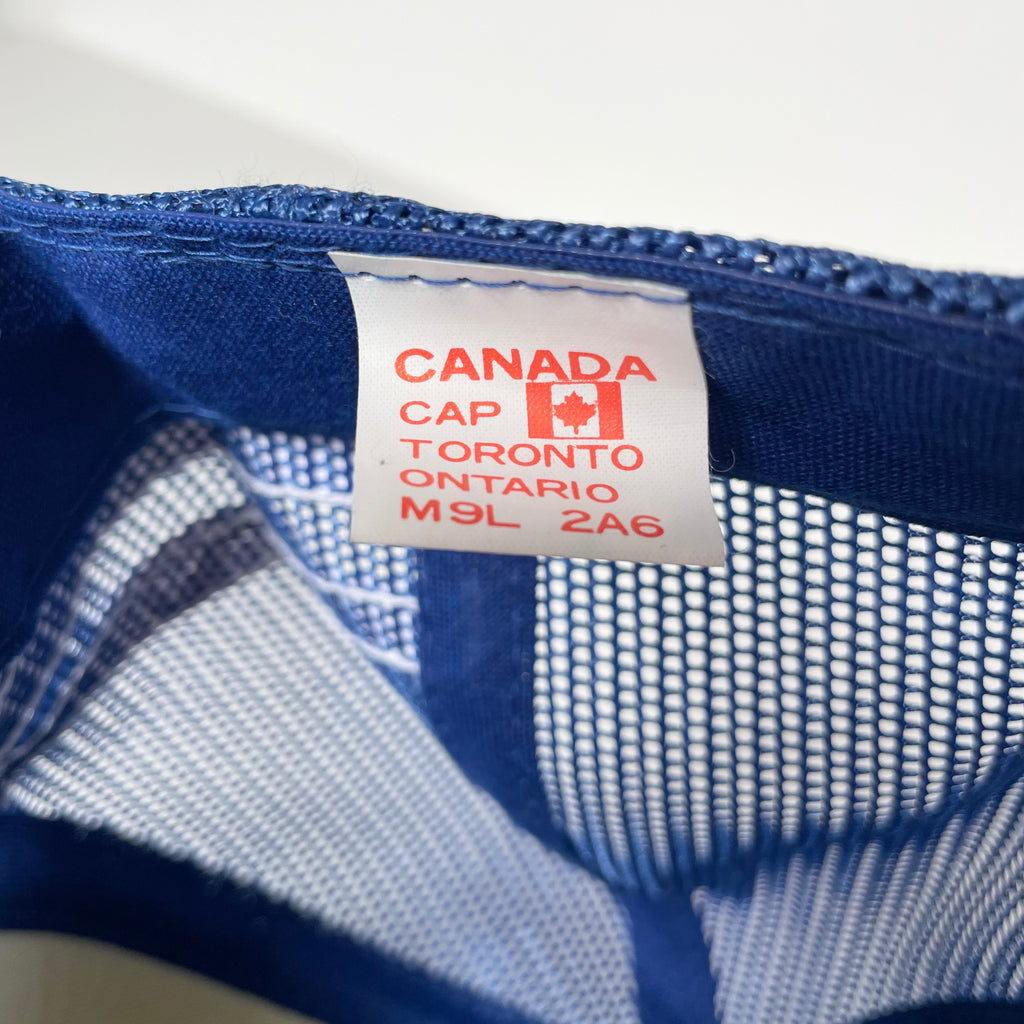 CANADA
CAP
TORONTO
ONTARIO
M9L 2A6